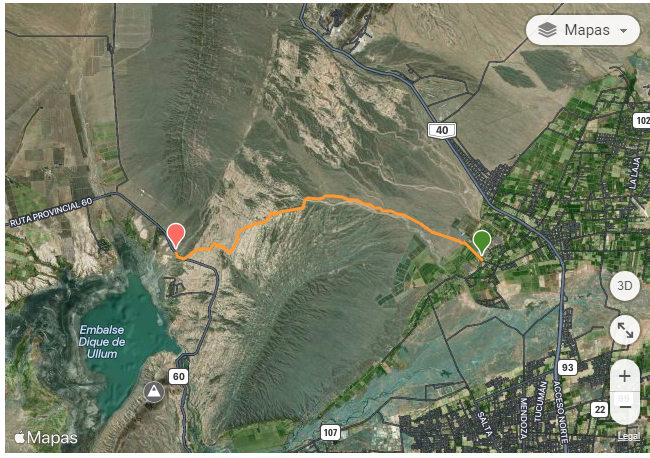 Mapas
40
102
LA LAJA
RUTA PROVINCIAL 60
3D
Embalse
Dique de
Ullum
60
93
22
99
SALTA
MENDOZA
TUCUMÁN
ACCESO NORTE
107
Mapas
Legal